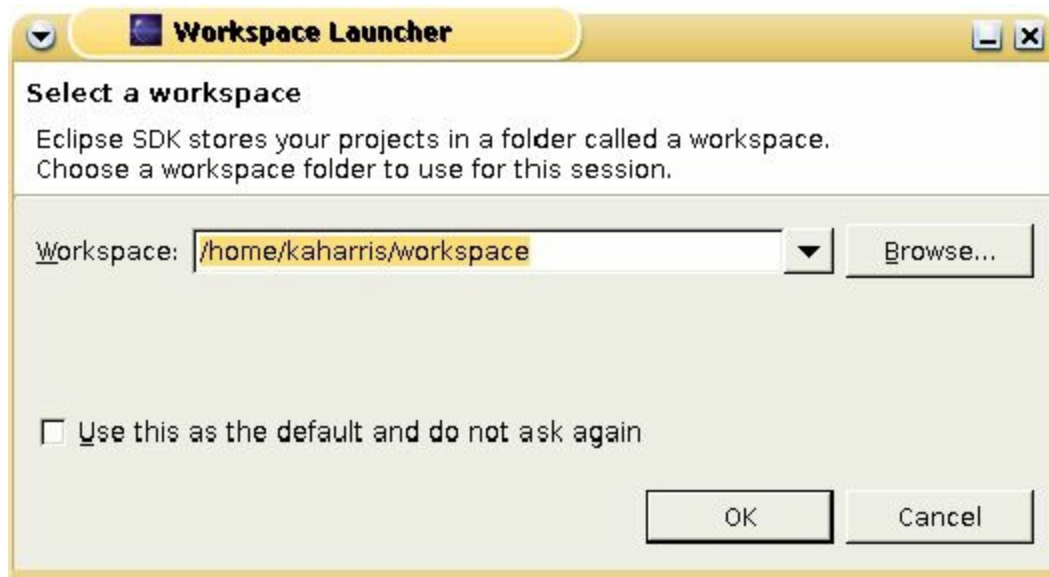 Workspace Launcher
Select a workspace
Eclipse SDK stores your projects in a folder called a workspace.
Choose a workspace folder to use for this session.
Workspace: /home/kaharris/workspace Browse...
Use this as the default and do not ask again
OK Cancel